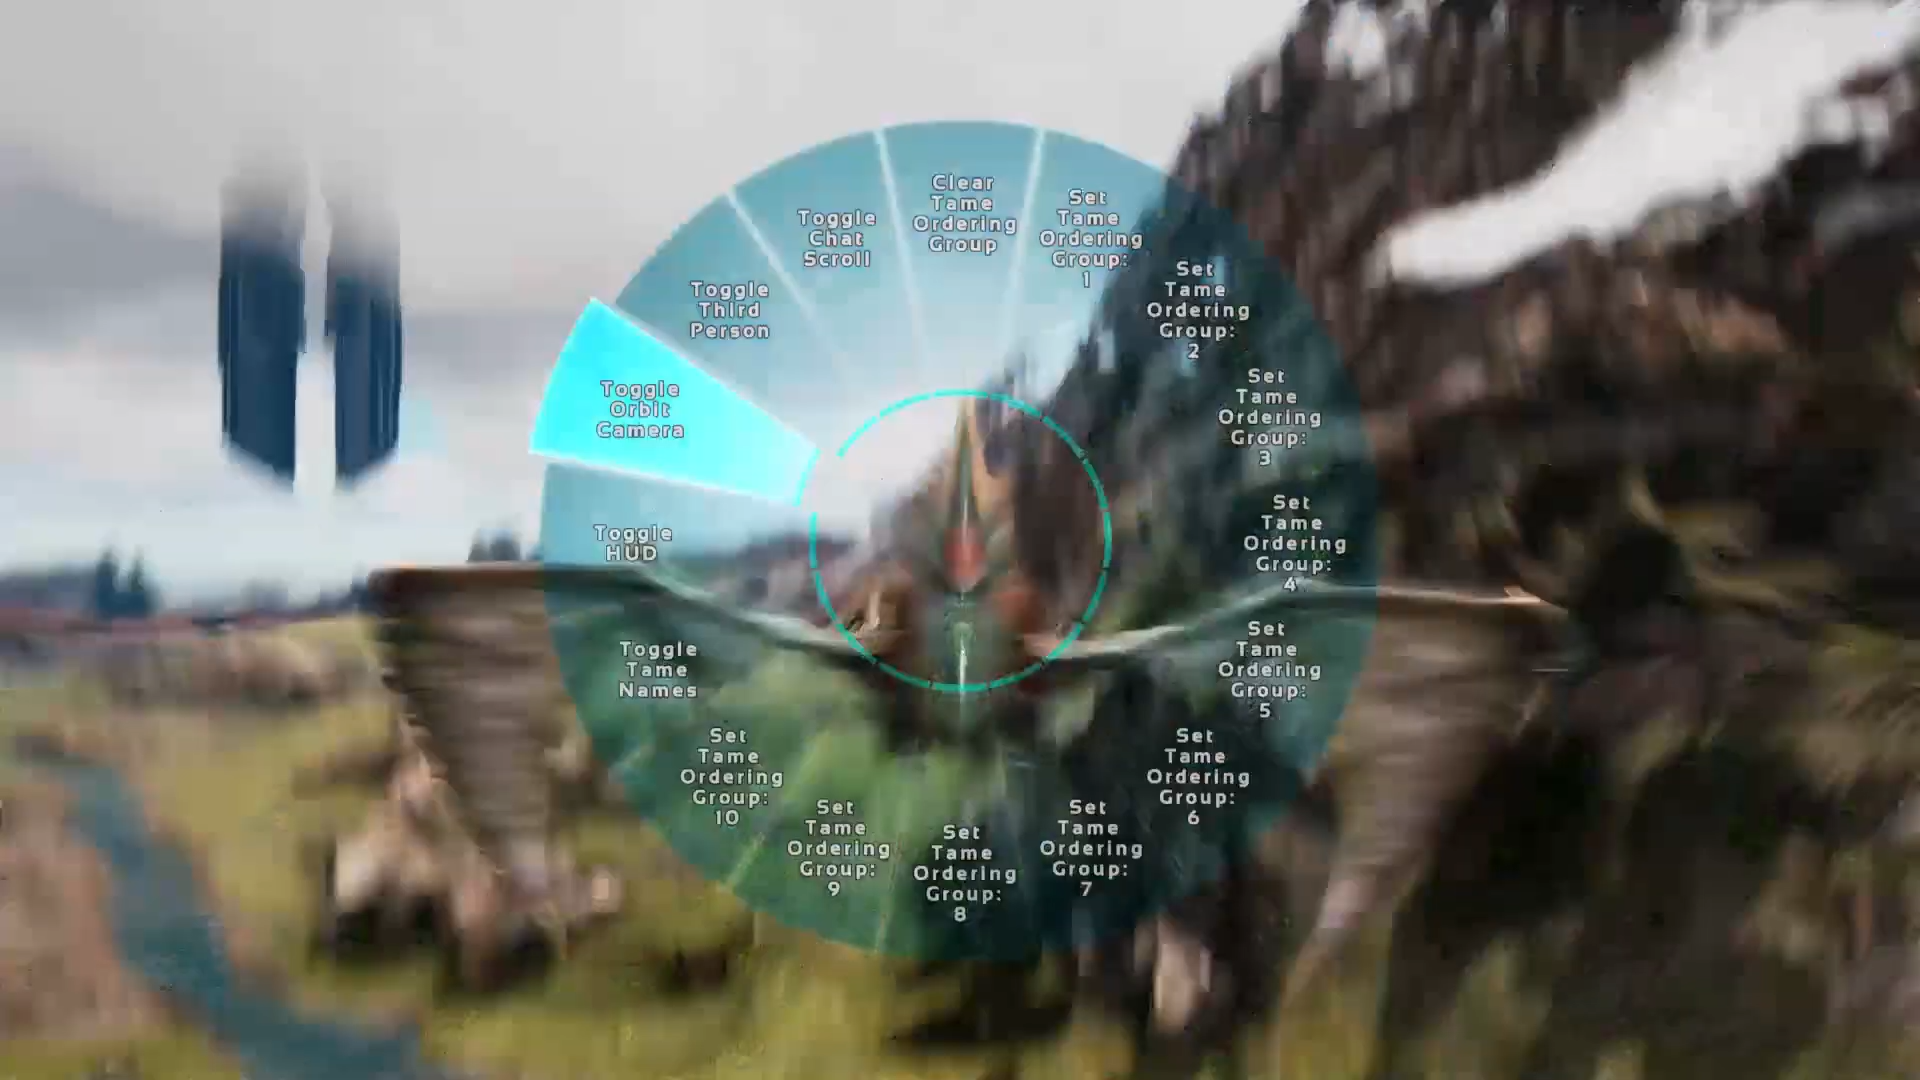 Clear
Tame
Ordering
Group
Set
Tame
Ordering
Group:
1
Set
Tame
Ordering
Group:
2
Set
Tame
Ordering
Group:
3
Set
Tame
Ordering
Group:
4
Set
Tame
Ordering
Group:
5
Set
Tame
Ordering
Group:
6
Set
Tame
Ordering
Group:
7
Set
Tame
Ordering
Group:
8
Set
Tame
Ordering
Group:
9
Set
Tame
Ordering
Group:
10
Toggle
Tame
Names
Toggle
HUD
Toggle
Orbit
Camera
Toggle
Third
Person
Toggle
Chat
Scroll